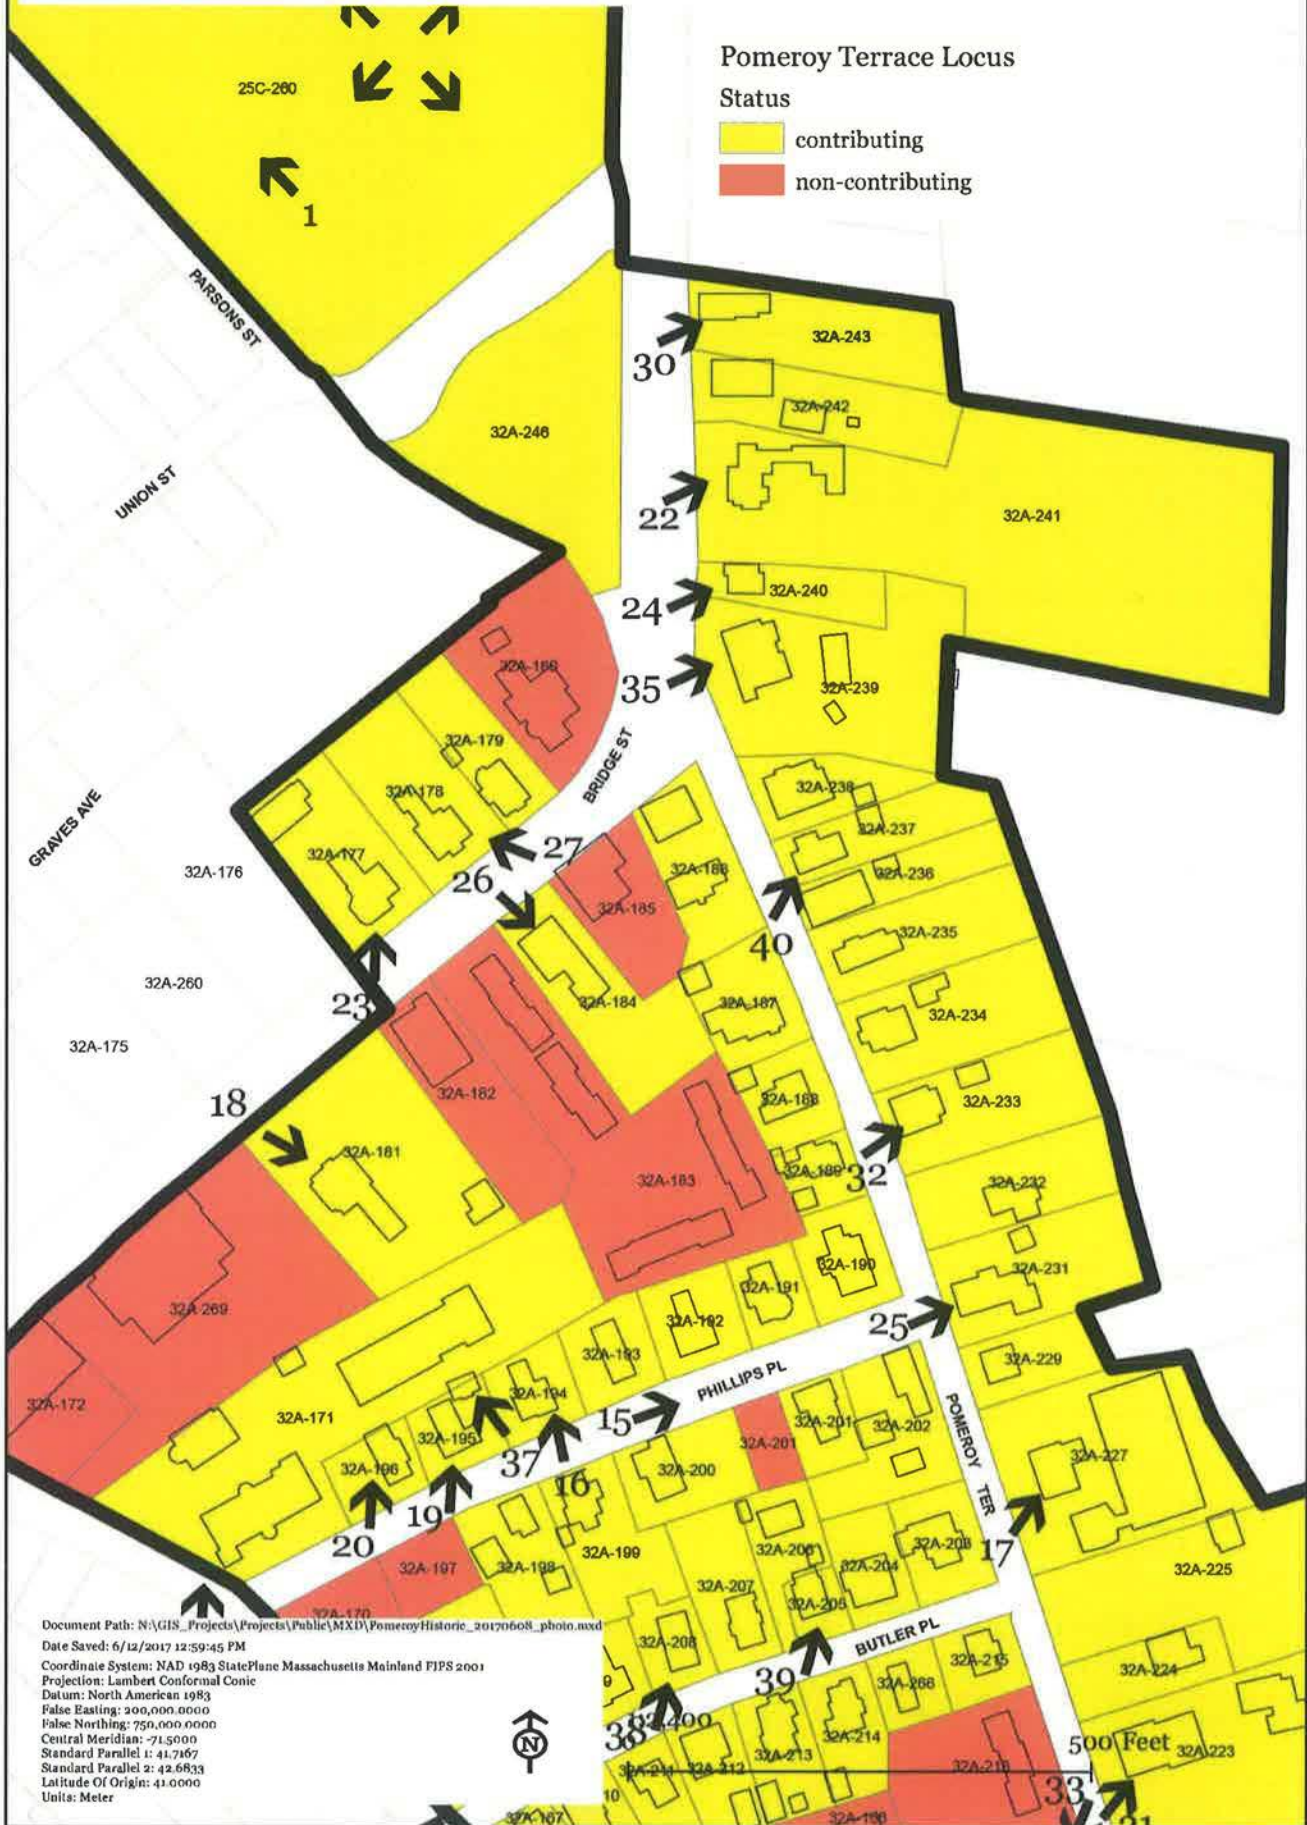 Pomeroy Terrace Locus
Status
contributing
non-contributing
25C-260
1
PARSONS ST
30
32A-243
32A-242
32A-246
UNION ST
22
32A-241
24
32A-240
35
32A-239
32A-179
BRIDGE ST
32A-178
32A-238
GRAVES AVE
32A-237
32A-176
32A-177
27
26
32A-236
32A-185
32A-235
40
32A-260
23
32A-184
32A-187
32A-234
32A-175
32A-182
18
32A-188
32A-233
32A-181
32A-183
32A-189
32
32A-232
32A-190
32A-231
32A-191
32A-269
32A-192
25
32A-193
32A-229
PHILLIPS PL
32A-172
32A-194
32A-171
15
32A-195
32A-201
32A-201
32A-202
POMEROY TER
32A-196
37
32A-200
32A-227
16
19
20
32A-199
32A-206
32A-204
17
32A-197
32A-198
32A-207
32A-225
32A-205
32A-170
BUTLER PL
32A-208
32A-215
32A-224
39
32A-266
38
32A-214
32A-213
500 Feet
32A-223
32A-212
33
32A-167
Document Path: N:\GIS_Projects\Projects\Public\MXD\PomeroyHistoric_20170608_photo.mxd
Date Saved: 6/12/2017 12:59:45 PM
Coordinate System: NAD 1983 StatePlane Massachusetts Mainland FIPS 2001
Projection: Lambert Conformal Conic
Datum: North American 1983
False Easting: 200,000.0000
False Northing: 750,000.0000
Central Meridian: -71.5000
Standard Parallel 1: 41.7167
Standard Parallel 2: 42.6833
Latitude Of Origin: 41.0000
Units: Meter
N